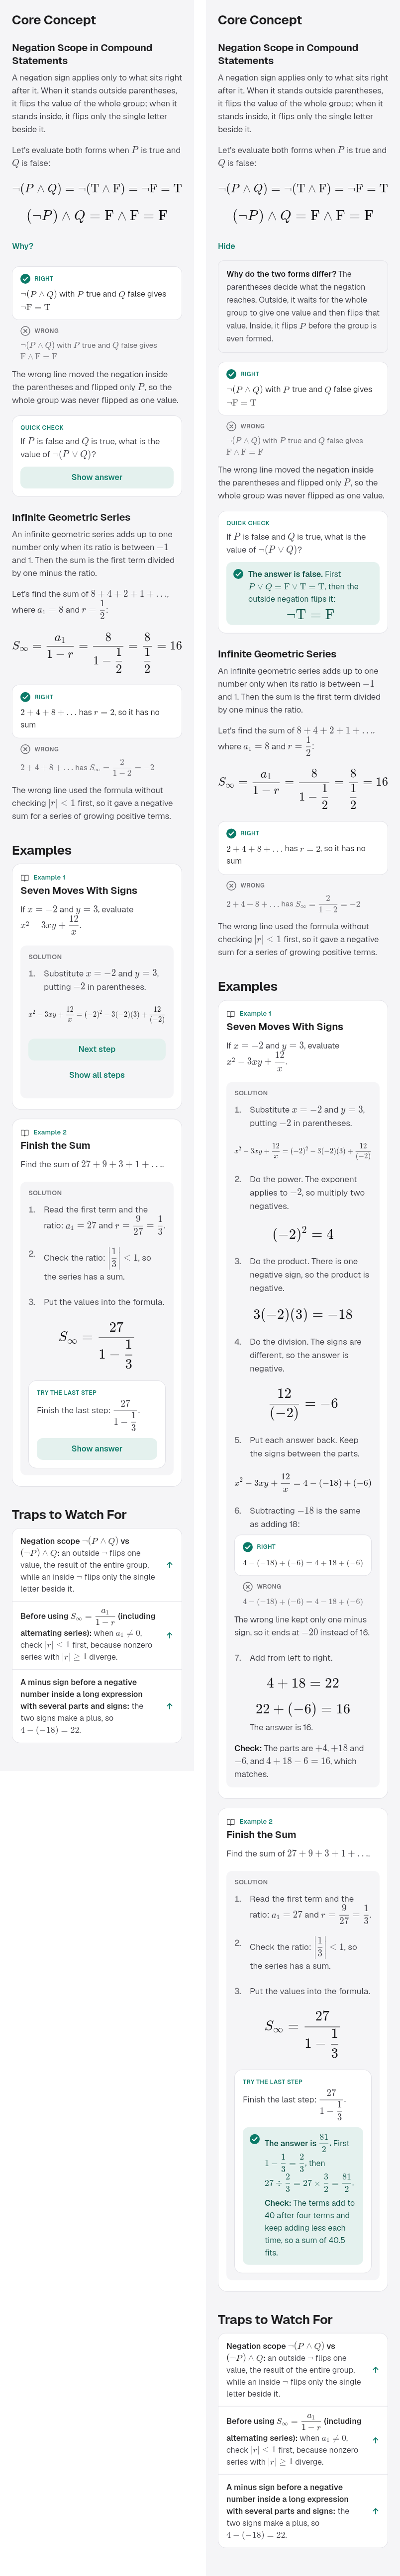 Core Concept
Negation Scope in Compound
Statements
A negation sign applies only to what sits right
after it. When it stands outside parentheses,
it flips the value of the whole group; when it
stands inside, it flips only the single letter
beside it.
Let's evaluate both forms when P is true and
Q is false:
¬(P ∧ Q) = ¬(T ∧ F) = ¬F = T
(¬P) ∧ Q = F ∧ F = F
Why?
RIGHT
¬(P ∧ Q) with P true and Q false gives
¬F = T
WRONG
¬(P ∧ Q) with P true and Q false gives
F ∧ F = F
The wrong line moved the negation inside
the parentheses and flipped only P, so the
whole group was never flipped as one value.
QUICK CHECK
If P is false and Q is true, what is the
value of ¬(P ∨ Q)?
Show answer
Infinite Geometric Series
An infinite geometric series adds up to one
number only when its ratio is between −1
and 1. Then the sum is the first term divided
by one minus the ratio.
Let's find the sum of 8 + 4 + 2 + 1 + …,
where a₁ = 8 and r = 1/2:
S∞ = a₁/(1 − r) = 8/(1 − 1/2) = 8/(1/2) = 16
RIGHT
2 + 4 + 8 + … has r = 2, so it has no
sum
WRONG
2 + 4 + 8 + … has S∞ = 2/(1 − 2) = −2
The wrong line used the formula without
checking |r| < 1 first, so it gave a negative
sum for a series of growing positive terms.
Examples
Example 1
Seven Moves With Signs
If x = −2 and y = 3, evaluate
x² − 3xy + 12/x.
SOLUTION
1. Substitute x = −2 and y = 3,
putting −2 in parentheses.
x² − 3xy + 12/x = (−2)² − 3(−2)(3) + 12/(−2)
Next step
Show all steps
Example 2
Finish the Sum
Find the sum of 27 + 9 + 3 + 1 + ….
SOLUTION
1. Read the first term and the
ratio: a₁ = 27 and r = 9/27 = 1/3.
2. Check the ratio: |1/3| < 1, so
the series has a sum.
3. Put the values into the formula.
S∞ = 27/(1 − 1/3)
TRY THE LAST STEP
Finish the last step: 27/(1 − 1/3).
Show answer
Traps to Watch For
Negation scope ¬(P ∧ Q) vs
(¬P) ∧ Q: an outside ¬ flips one
value, the result of the entire group,
while an inside ¬ flips only the single
letter beside it.
↑
Before using S∞ = a₁/(1 − r) (including
alternating series): when a₁ ≠ 0,
check |r| < 1 first, because nonzero
series with |r| ≥ 1 diverge.
↑
A minus sign before a negative
number inside a long expression
with several parts and signs: the
two signs make a plus, so
4 − (−18) = 22.
↑
Core Concept
Negation Scope in Compound
Statements
A negation sign applies only to what sits right
after it. When it stands outside parentheses,
it flips the value of the whole group; when it
stands inside, it flips only the single letter
beside it.
Let's evaluate both forms when P is true and
Q is false:
¬(P ∧ Q) = ¬(T ∧ F) = ¬F = T
(¬P) ∧ Q = F ∧ F = F
Hide
Why do the two forms differ? The
parentheses decide what the negation
reaches. Outside, it waits for the whole
group to give one value and then flips that
value. Inside, it flips P before the group is
even formed.
RIGHT
¬(P ∧ Q) with P true and Q false gives
¬F = T
WRONG
¬(P ∧ Q) with P true and Q false gives
F ∧ F = F
The wrong line moved the negation inside
the parentheses and flipped only P, so the
whole group was never flipped as one value.
QUICK CHECK
If P is false and Q is true, what is the
value of ¬(P ∨ Q)?
The answer is false. First
P ∨ Q = F ∨ T = T, then the
outside negation flips it:
¬T = F
Infinite Geometric Series
An infinite geometric series adds up to one
number only when its ratio is between −1
and 1. Then the sum is the first term divided
by one minus the ratio.
Let's find the sum of 8 + 4 + 2 + 1 + …,
where a₁ = 8 and r = 1/2:
S∞ = a₁/(1 − r) = 8/(1 − 1/2) = 8/(1/2) = 16
RIGHT
2 + 4 + 8 + … has r = 2, so it has no
sum
WRONG
2 + 4 + 8 + … has S∞ = 2/(1 − 2) = −2
The wrong line used the formula without
checking |r| < 1 first, so it gave a negative
sum for a series of growing positive terms.
Examples
Example 1
Seven Moves With Signs
If x = −2 and y = 3, evaluate
x² − 3xy + 12/x.
SOLUTION
1. Substitute x = −2 and y = 3,
putting −2 in parentheses.
x² − 3xy + 12/x = (−2)² − 3(−2)(3) + 12/(−2)
2. Do the power. The exponent
applies to −2, so multiply two
negatives.
(−2)² = 4
3. Do the product. There is one
negative sign, so the product is
negative.
3(−2)(3) = −18
4. Do the division. The signs are
different, so the answer is
negative.
12/(−2) = −6
5. Put each answer back. Keep
the signs between the parts.
x² − 3xy + 12/x = 4 − (−18) + (−6)
6. Subtracting −18 is the same
as adding 18:
RIGHT
4 − (−18) + (−6) = 4 + 18 + (−6)
WRONG
4 − (−18) + (−6) = 4 − 18 + (−6)
The wrong line kept only one minus
sign, so it ends at −20 instead of 16.
7. Add from left to right.
4 + 18 = 22
22 + (−6) = 16
The answer is 16.
Check: The parts are +4, +18 and
−6, and 4 + 18 − 6 = 16, which
matches.
Example 2
Finish the Sum
Find the sum of 27 + 9 + 3 + 1 + ….
SOLUTION
1. Read the first term and the
ratio: a₁ = 27 and r = 9/27 = 1/3.
2. Check the ratio: |1/3| < 1, so
the series has a sum.
3. Put the values into the formula.
S∞ = 27/(1 − 1/3)
TRY THE LAST STEP
Finish the last step: 27/(1 − 1/3).
The answer is 81/2. First
1 − 1/3 = 2/3, then
27 ÷ 2/3 = 27 × 3/2 = 81/2.
Check: The terms add to
40 after four terms and
keep adding less each
time, so a sum of 40.5
fits.
Traps to Watch For
Negation scope ¬(P ∧ Q) vs
(¬P) ∧ Q: an outside ¬ flips one
value, the result of the entire group,
while an inside ¬ flips only the single
letter beside it.
↑
Before using S∞ = a₁/(1 − r) (including
alternating series): when a₁ ≠ 0,
check |r| < 1 first, because nonzero
series with |r| ≥ 1 diverge.
↑
A minus sign before a negative
number inside a long expression
with several parts and signs: the
two signs make a plus, so
4 − (−18) = 22.
↑